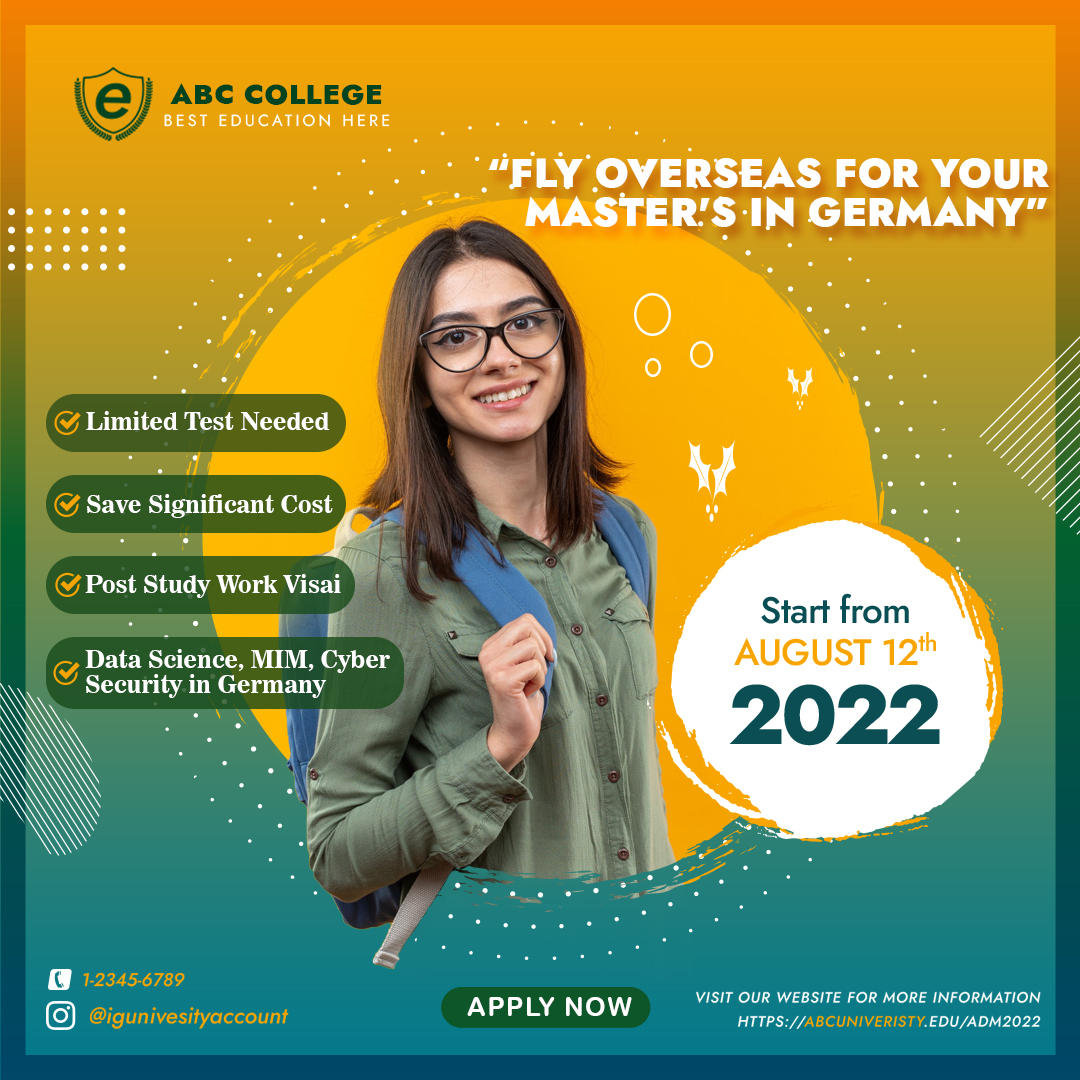 e
ABC COLLEGE
BEST EDUCATION HERE
“FLY OVERSEAS FOR YOUR
MASTER'S IN GERMANY”
Limited Test Needed
Save Significant Cost
Post Study Work Visai
Data Science, MIM, Cyber
Security in Germany
Start from
AUGUST 12th
2022
1-2345-6789
@igunivesityaccount
APPLY NOW
VISIT OUR WEBSITE FOR MORE INFORMATION
HTTPS://ABCUNIVERISTY.EDU/ADM2022